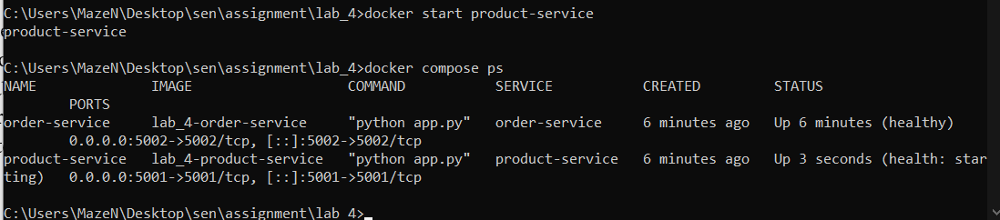 C:\Users\MazeN\Desktop\sen\assignment\lab_4>docker start product-service
product-service
C:\Users\MazeN\Desktop\sen\assignment\lab_4>docker compose ps
NAME IMAGE COMMAND SERVICE CREATED STATUS
PORTS
order-service lab_4-order-service "python app.py" order-service 6 minutes ago Up 6 minutes (healthy)
0.0.0.0:5002->5002/tcp, [::]:5002->5002/tcp
product-service lab_4-product-service "python app.py" product-service 6 minutes ago Up 3 seconds (health: star
ting) 0.0.0.0:5001->5001/tcp, [::]:5001->5001/tcp
C:\Users\MazeN\Desktop\sen\assignment\lab_4>